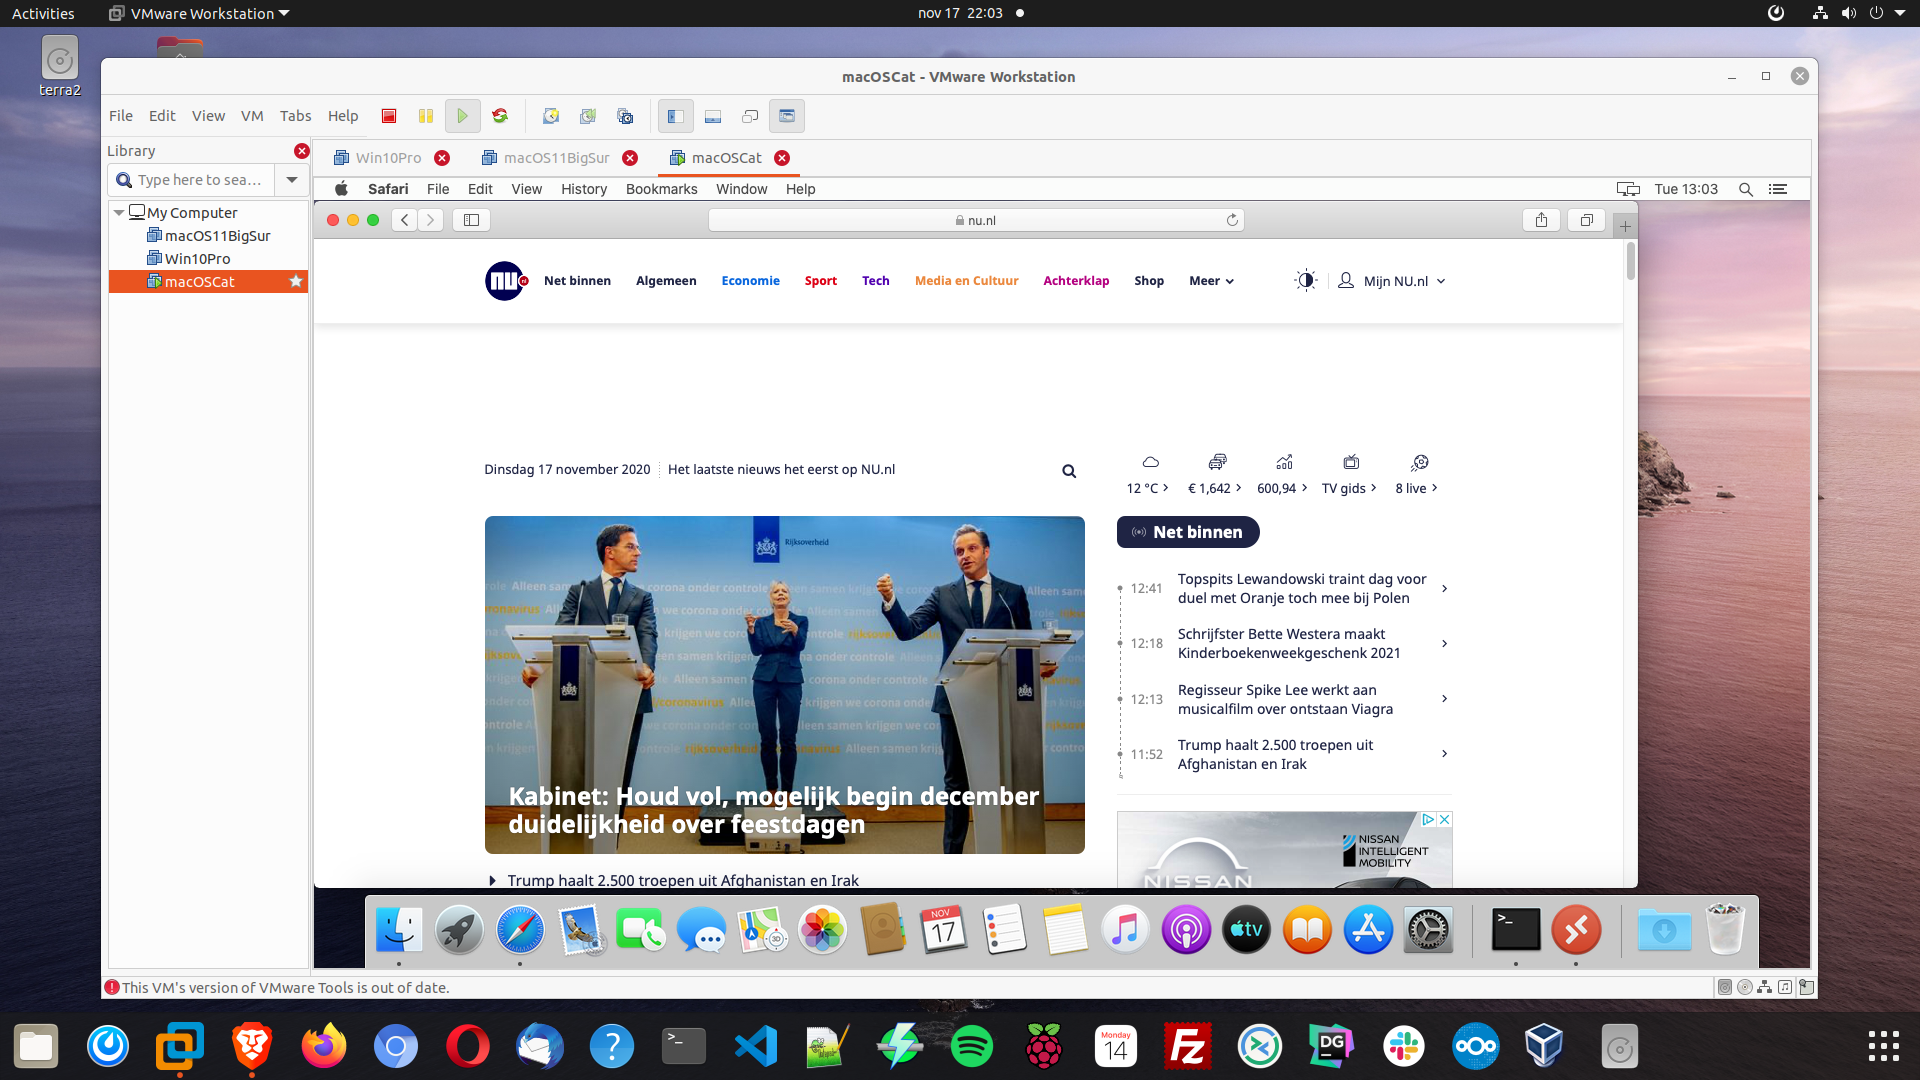 Activities
VMware Workstation
nov 17 22:03
terra2
macOSCat - VMware Workstation
File Edit View VM Tabs Help
Library
Type here to sea...
My Computer
macOS11BigSur
Win10Pro
macOSCat
Win10Pro
macOS11BigSur
macOSCat
Safari File Edit View History Bookmarks Window Help
Tue 13:03
nu.nl
NU nl
Net binnen Algemeen Economie Sport Tech Media en Cultuur Achterklap Shop Meer
Mijn NU.nl
Dinsdag 17 november 2020 Het laatste nieuws het eerst op NU.nl
12 °C € 1,642 600,94 TV gids 8 live
Rijksoverheid
Kabinet: Houd vol, mogelijk begin december
duidelijkheid over feestdagen
Trump haalt 2.500 troepen uit Afghanistan en Irak
Net binnen
12:41 Topspits Lewandowski traint dag voor
duel met Oranje toch mee bij Polen
12:18 Schrijfster Bette Westera maakt
Kinderboekenweekgeschenk 2021
12:13 Regisseur Spike Lee werkt aan
musicalfilm over ontstaan Viagra
11:52 Trump haalt 2.500 troepen uit
Afghanistan en Irak
NISSAN
INTELLIGENT
MOBILITY
NISSAN
NOV
17
3D
tv
>_
This VM's version of VMware Tools is out of date.
>_
?
Monday
14
Fz
DG